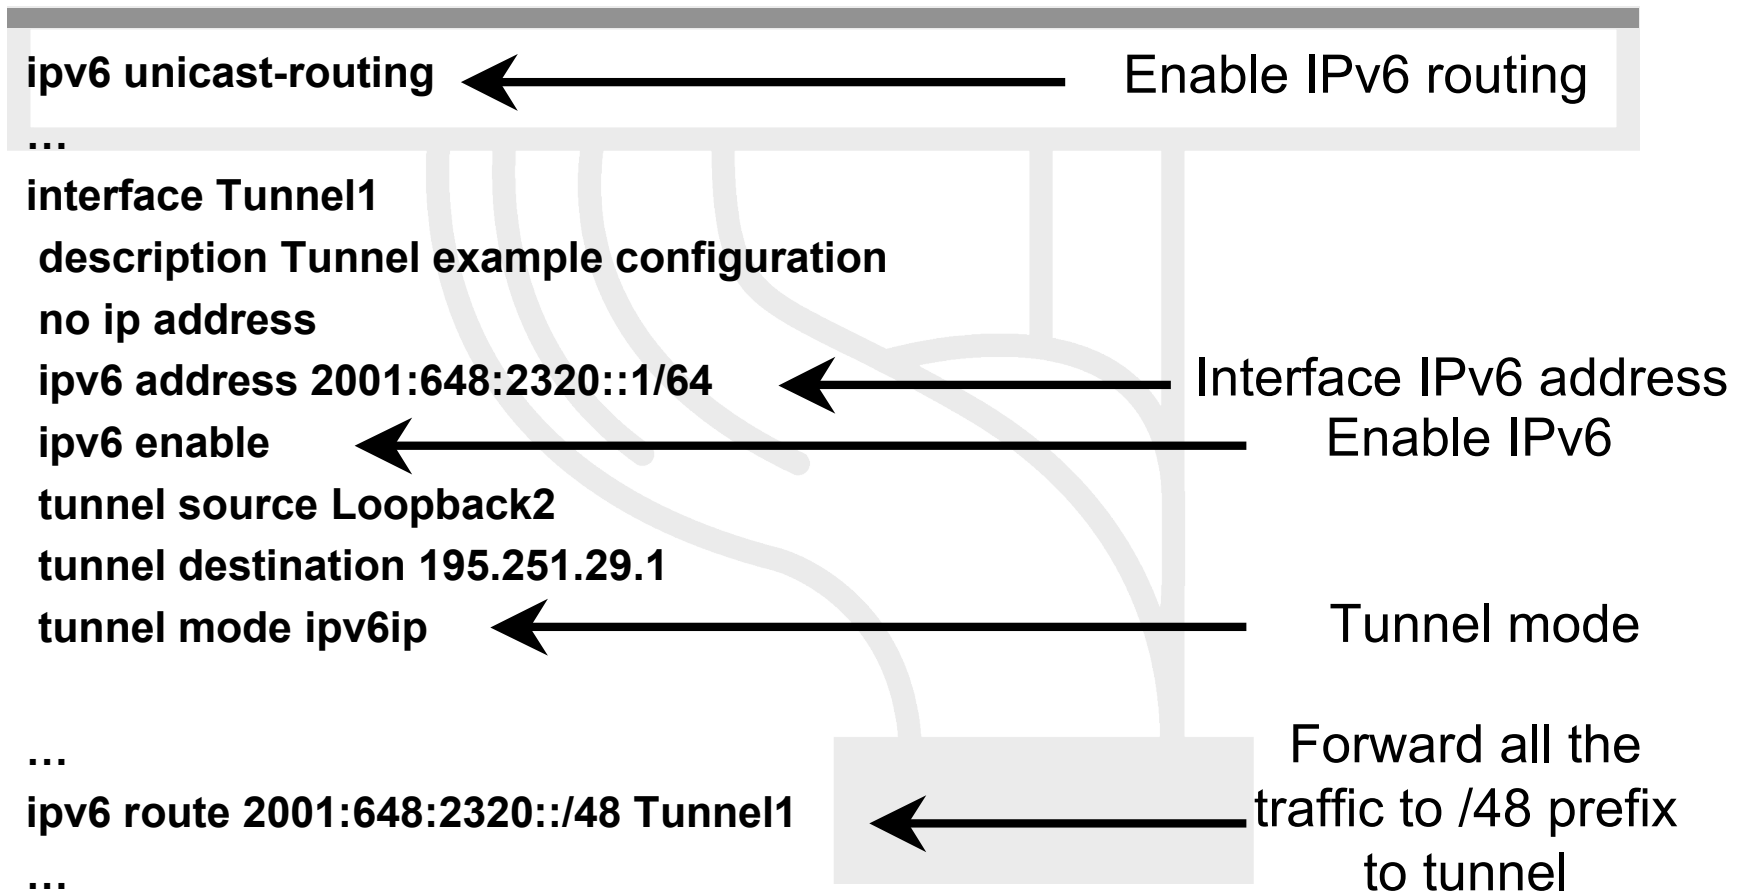 ipv6 unicast-routing Enable IPv6 routing
...
interface Tunnel1
description Tunnel example configuration
no ip address
ipv6 address 2001:648:2320::1/64 Interface IPv6 address
ipv6 enable Enable IPv6
tunnel source Loopback2
tunnel destination 195.251.29.1
tunnel mode ipv6ip Tunnel mode
...
ipv6 route 2001:648:2320::/48 Tunnel1
...
Forward all the
traffic to /48 prefix
to tunnel